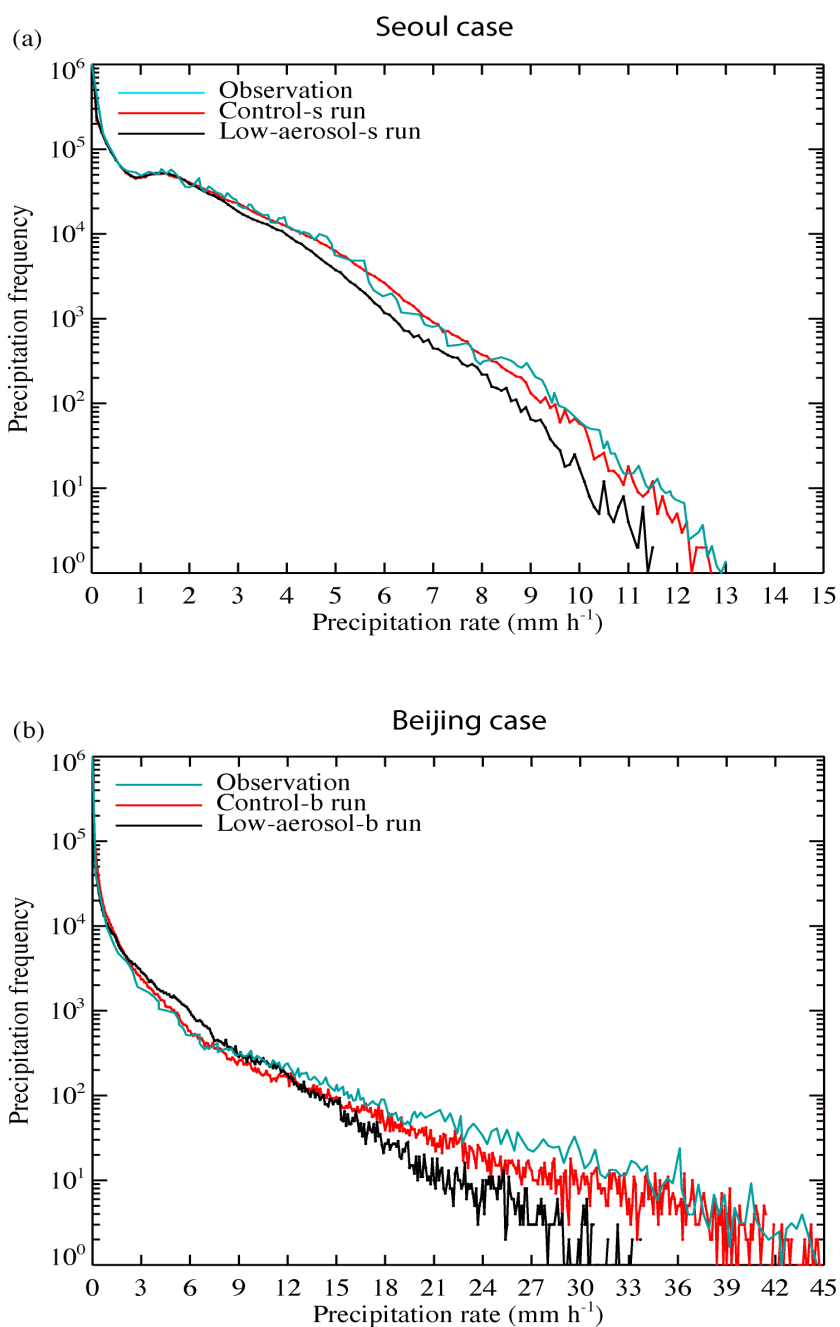 Seoul case
(a)
10⁶
Observation
Control-s run
Low-aerosol-s run
10⁵
10⁴
10³
10²
10¹
10⁰
Precipitation frequency
0 1 2 3 4 5 6 7 8 9 10 11 12 13 14 15
Precipitation rate (mm h⁻¹)
Beijing case
(b)
10⁶
Observation
Control-b run
Low-aerosol-b run
10⁵
10⁴
10³
10²
10¹
10⁰
Precipitation frequency
0 3 6 9 12 15 18 21 24 27 30 33 36 39 42 45
Precipitation rate (mm h⁻¹)